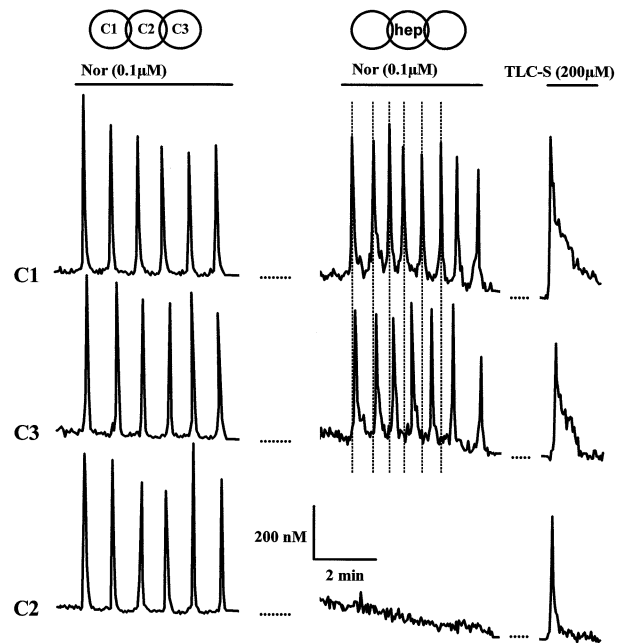 C1 C2 C3
hep
Nor (0.1µM)
Nor (0.1µM)
TLC-S (200µM)
C1
........
.....
C3
........
.....
200 nM
2 min
C2
........
.....